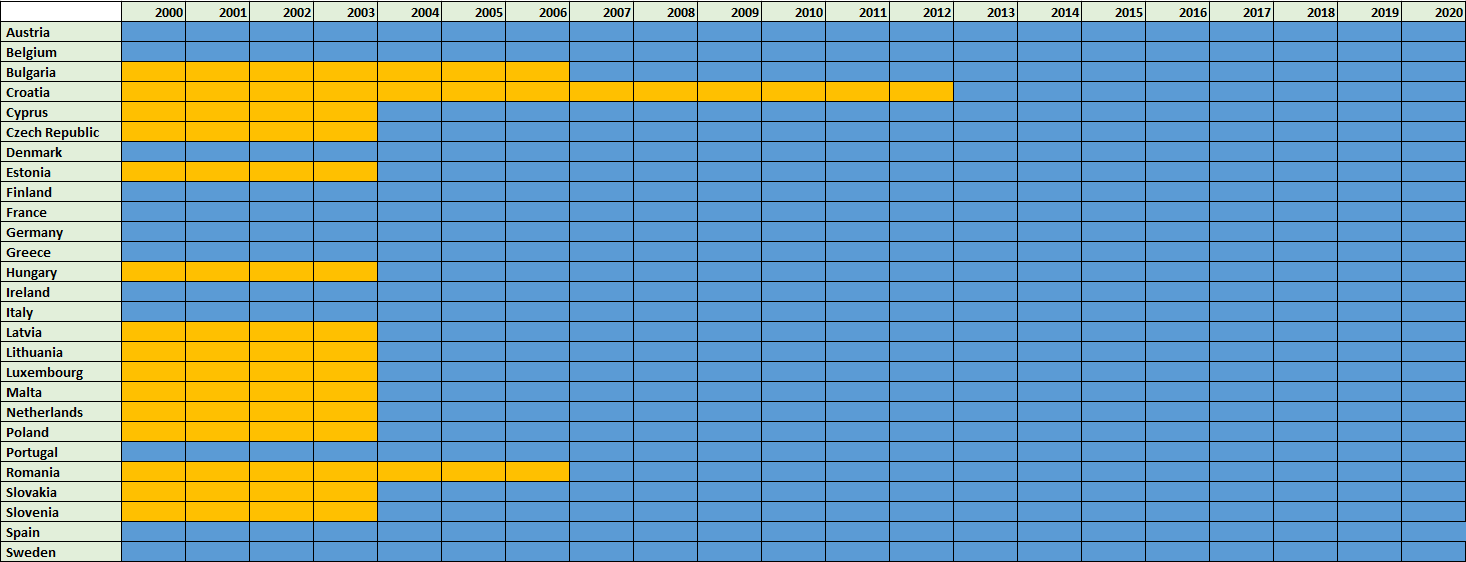 2000 2001 2002 2003 2004 2005 2006 2007 2008 2009 2010 2011 2012 2013 2014 2015 2016 2017 2018 2019 2020
Austria
Belgium
Bulgaria
Croatia
Cyprus
Czech Republic
Denmark
Estonia
Finland
France
Germany
Greece
Hungary
Ireland
Italy
Latvia
Lithuania
Luxembourg
Malta
Netherlands
Poland
Portugal
Romania
Slovakia
Slovenia
Spain
Sweden